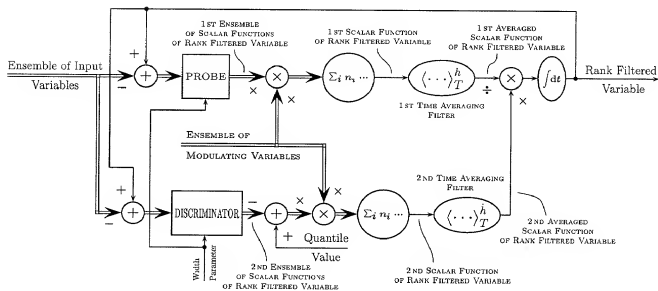 1ST ENSEMBLE
OF SCALAR FUNCTIONS
OF RANK FILTERED VARIABLE
1ST SCALAR FUNCTION
OF RANK FILTERED VARIABLE
1ST AVERAGED
SCALAR FUNCTION
OF RANK FILTERED VARIABLE
+
Ensemble of Input
Variables
−
+
PROBE
×
×
×
Σi ni ···
⟨···⟩hT
÷
×
×
∫dt
Rank Filtered
Variable
1ST TIME AVERAGING
FILTER
ENSEMBLE OF
MODULATING VARIABLES
2ND TIME AVERAGING
FILTER
+
−
+
DISCRIMINATOR
−
+
×
×
×
Σi ni ···
⟨···⟩ḣT
+
Quantile
Value
Width
Parameter
2ND ENSEMBLE
OF SCALAR FUNCTIONS
OF RANK FILTERED VARIABLE
2ND SCALAR FUNCTION
OF RANK FILTERED VARIABLE
2ND AVERAGED
SCALAR FUNCTION
OF RANK FILTERED VARIABLE